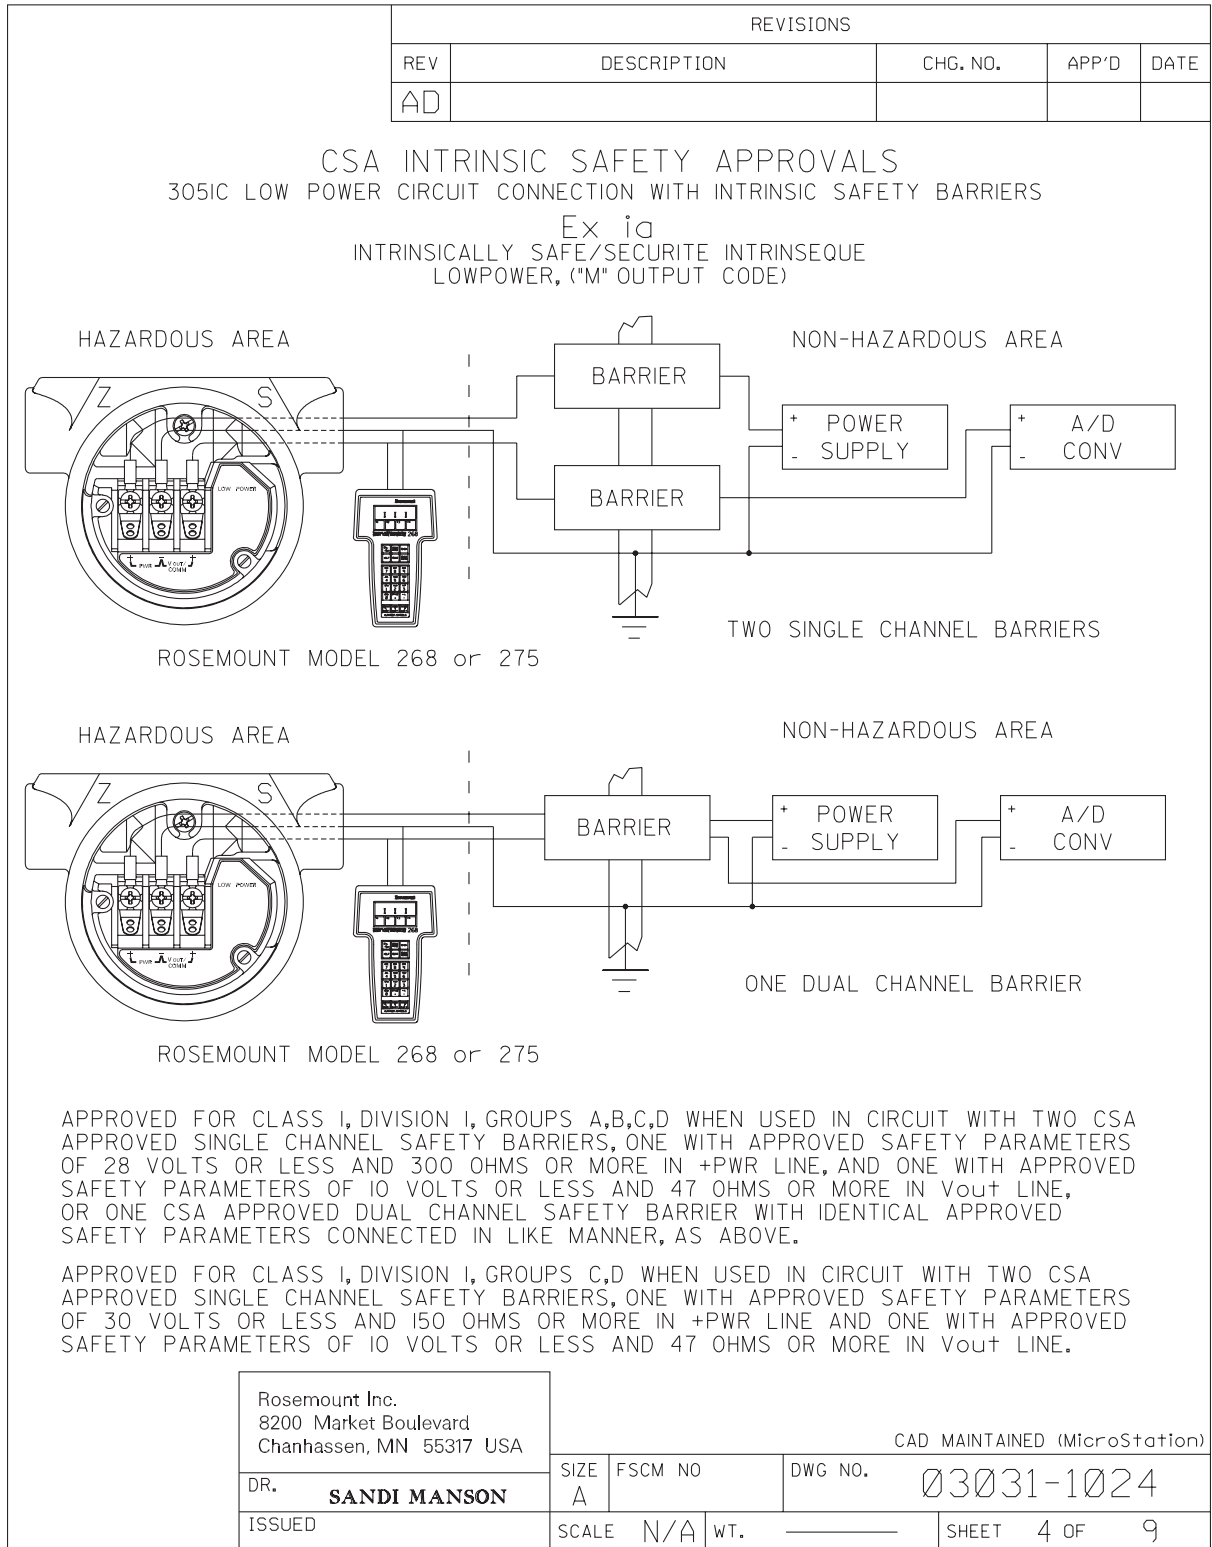 REVISIONS
REV DESCRIPTION CHG. NO. APP'D DATE
AD
CSA INTRINSIC SAFETY APPROVALS
3051C LOW POWER CIRCUIT CONNECTION WITH INTRINSIC SAFETY BARRIERS
Ex ia
INTRINSICALLY SAFE/SECURITE INTRINSEQUE
LOWPOWER, ("M" OUTPUT CODE)
HAZARDOUS AREA
NON-HAZARDOUS AREA
BARRIER
+ POWER
- SUPPLY
+ A/D
- CONV
BARRIER
Z S
LOW POWER
PWR VOUT/
COMM
Rosemount
268
TWO SINGLE CHANNEL BARRIERS
ROSEMOUNT MODEL 268 or 275
HAZARDOUS AREA
NON-HAZARDOUS AREA
BARRIER
+ POWER
- SUPPLY
+ A/D
- CONV
Z S
LOW POWER
PWR VOUT/
COMM
Rosemount
268
ONE DUAL CHANNEL BARRIER
ROSEMOUNT MODEL 268 or 275
APPROVED FOR CLASS I, DIVISION I, GROUPS A,B,C,D WHEN USED IN CIRCUIT WITH TWO CSA
APPROVED SINGLE CHANNEL SAFETY BARRIERS, ONE WITH APPROVED SAFETY PARAMETERS
OF 28 VOLTS OR LESS AND 300 OHMS OR MORE IN +PWR LINE, AND ONE WITH APPROVED
SAFETY PARAMETERS OF 10 VOLTS OR LESS AND 47 OHMS OR MORE IN Vout LINE,
OR ONE CSA APPROVED DUAL CHANNEL SAFETY BARRIER WITH IDENTICAL APPROVED
SAFETY PARAMETERS CONNECTED IN LIKE MANNER, AS ABOVE.
APPROVED FOR CLASS I, DIVISION I, GROUPS C,D WHEN USED IN CIRCUIT WITH TWO CSA
APPROVED SINGLE CHANNEL SAFETY BARRIERS, ONE WITH APPROVED SAFETY PARAMETERS
OF 30 VOLTS OR LESS AND 150 OHMS OR MORE IN +PWR LINE AND ONE WITH APPROVED
SAFETY PARAMETERS OF 10 VOLTS OR LESS AND 47 OHMS OR MORE IN Vout LINE.
Rosemount Inc.
8200 Market Boulevard
Chanhassen, MN 55317 USA
CAD MAINTAINED (MicroStation)
DR. SANDI MANSON
SIZE A
FSCM NO
DWG NO. 03031-1024
ISSUED
SCALE N/A
WT.
SHEET 4 OF 9